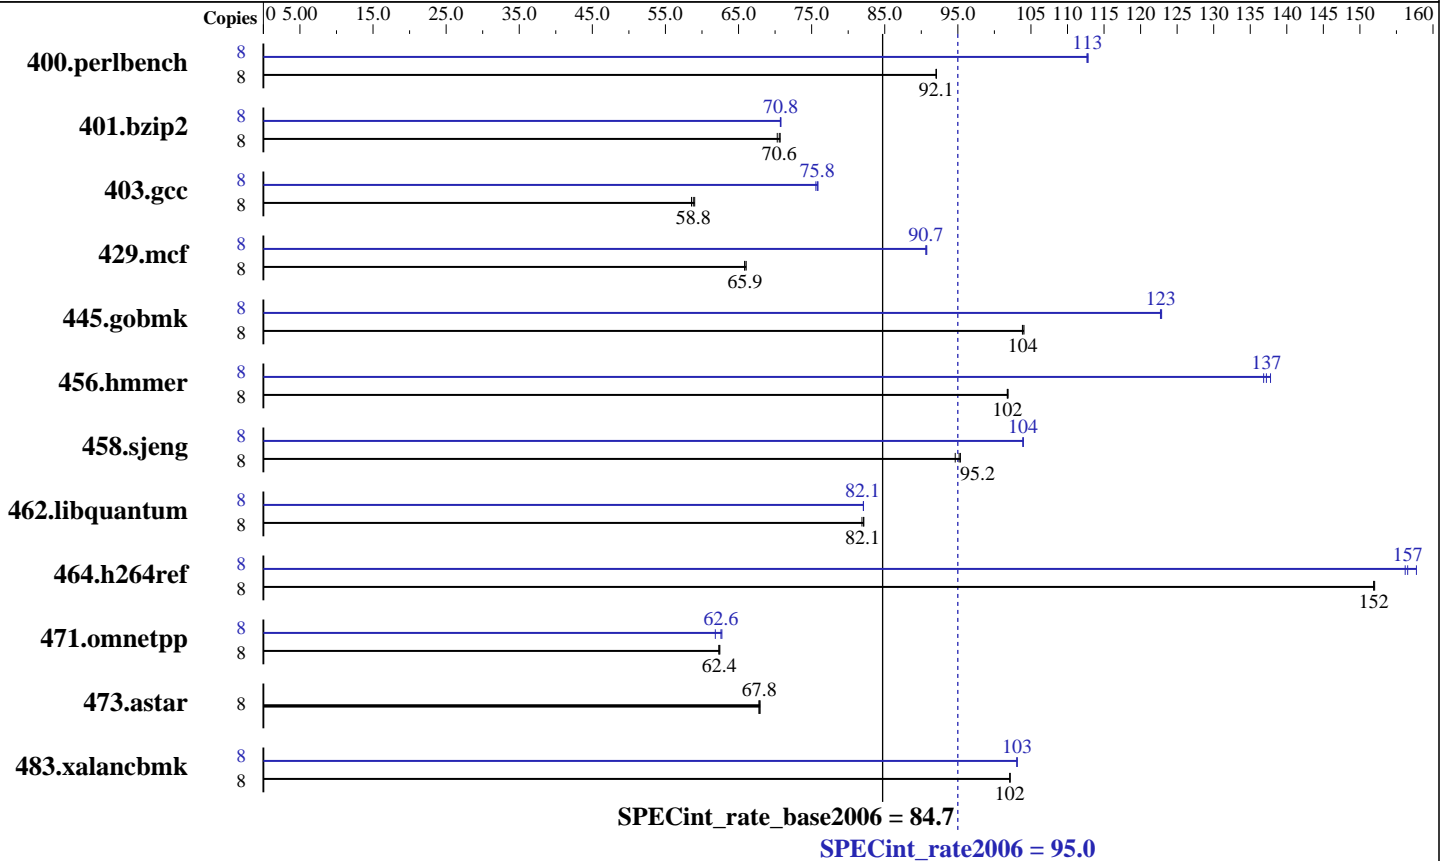 Copies 0 5.00 15.0 25.0 35.0 45.0 55.0 65.0 75.0 85.0 95.0 105 110 115 120 125 130 135 140 145 150 160
400.perlbench 8 113
8 92.1
401.bzip2 8 70.8
8 70.6
403.gcc 8 75.8
8 58.8
429.mcf 8 90.7
8 65.9
445.gobmk 8 123
8 104
456.hmmer 8 137
8 102
458.sjeng 8 104
8 95.2
462.libquantum 8 82.1
8 82.1
464.h264ref 8 157
8 152
471.omnetpp 8 62.6
8 62.4
473.astar 8 67.8
483.xalancbmk 8 103
8 102
SPECint_rate_base2006 = 84.7
SPECint_rate2006 = 95.0